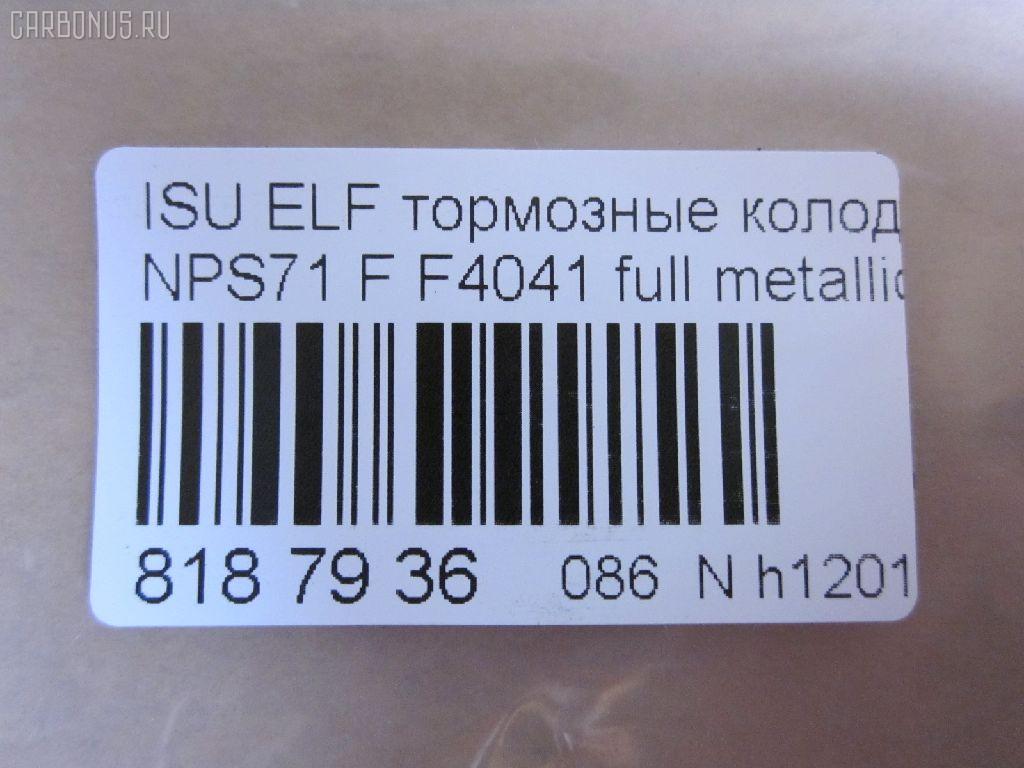 CARBONUS.RU
ISU ELF тормозные колод
NPS71 F F4041 full metallic
818 79 36 086 N h1201